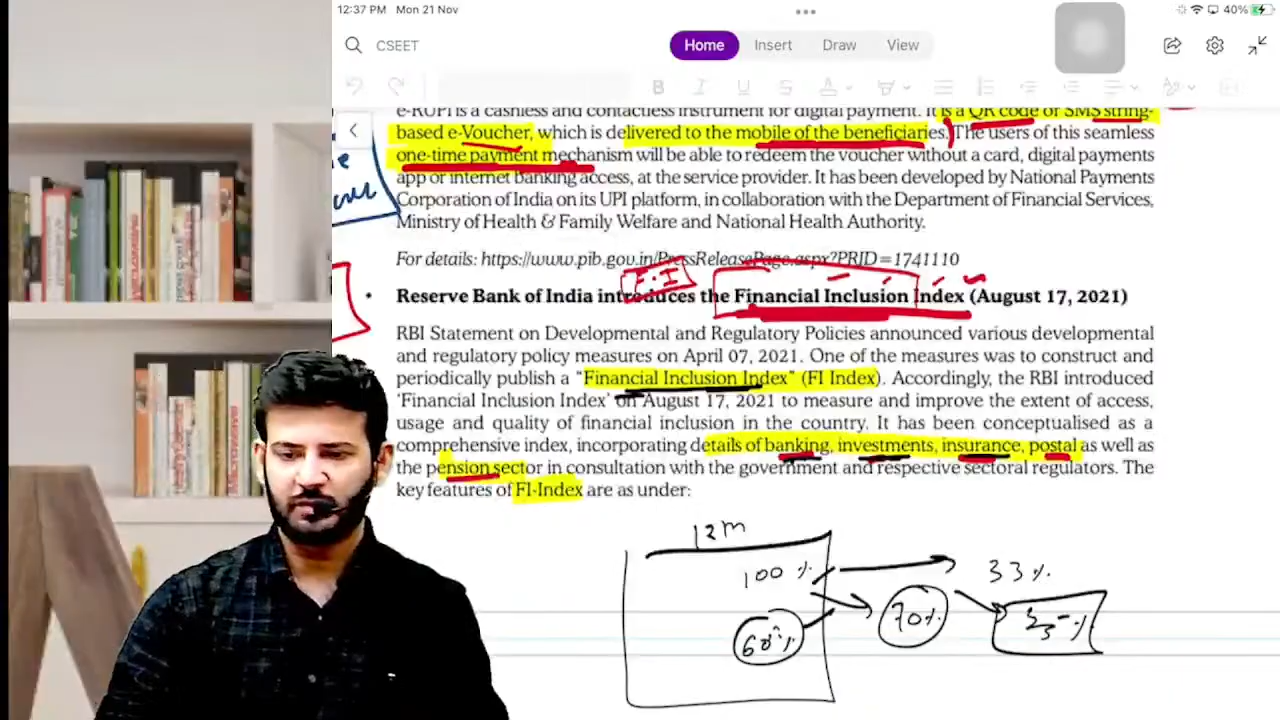 12:37 PM Mon 21 Nov
40%
CSEET
Home Insert Draw View
e-RUPI is a cashless and contactless instrument for digital payment. It is a QR code or SMS string-
based e-Voucher, which is delivered to the mobile of the beneficiaries. The users of this seamless
one-time payment mechanism will be able to redeem the voucher without a card, digital payments
app or internet banking access, at the service provider. It has been developed by National Payments
Corporation of India on its UPI platform, in collaboration with the Department of Financial Services,
Ministry of Health & Family Welfare and National Health Authority.
For details: https://www.pib.gov.in/PressReleasePage.aspx?PRID=1741110
F.I
• Reserve Bank of India introduces the Financial Inclusion Index (August 17, 2021)
RBI Statement on Developmental and Regulatory Policies announced various developmental
and regulatory policy measures on April 07, 2021. One of the measures was to construct and
periodically publish a “Financial Inclusion Index” (FI Index). Accordingly, the RBI introduced
‘Financial Inclusion Index’ on August 17, 2021 to measure and improve the extent of access,
usage and quality of financial inclusion in the country. It has been conceptualised as a
comprehensive index, incorporating details of banking, investments, insurance, postal as well as
the pension sector in consultation with the government and respective sectoral regulators. The
key features of FI-Index are as under:
12m
100 %
33%
70%
60%